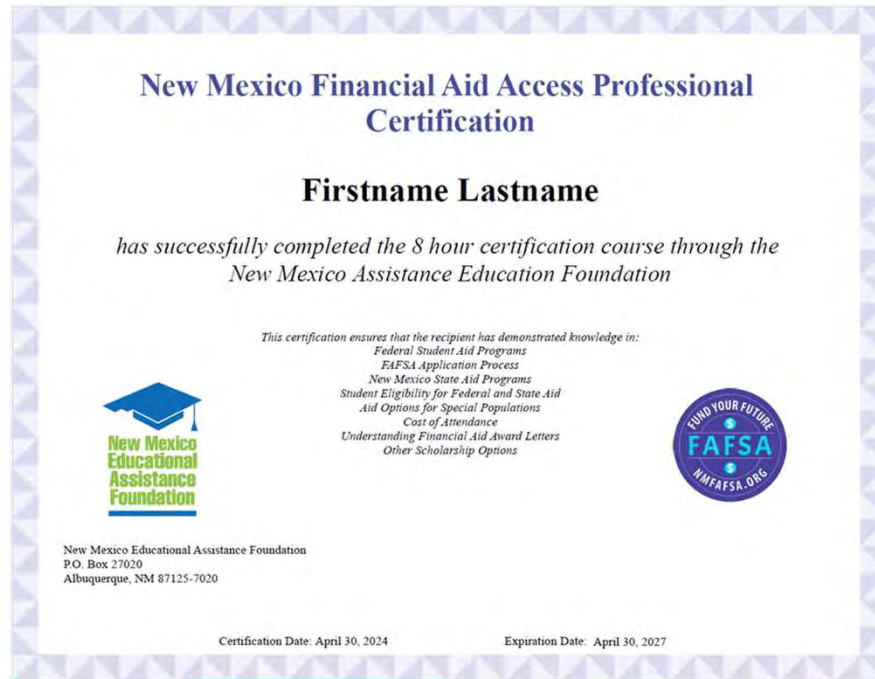 New Mexico Financial Aid Access Professional
Certification
Firstname Lastname
has successfully completed the 8 hour certification course through the
New Mexico Assistance Education Foundation
This certification ensures that the recipient has demonstrated knowledge in:
Federal Student Aid Programs
FAFSA Application Process
New Mexico State Aid Programs
Student Eligibility for Federal and State Aid
Aid Options for Special Populations
Cost of Attendance
Understanding Financial Aid Award Letters
Other Scholarship Options
New Mexico
Educational
Assistance
Foundation
FUND YOUR FUTURE
$
FAFSA
$
NMFAFSA.ORG
New Mexico Educational Assistance Foundation
P.O. Box 27020
Albuquerque, NM 87125-7020
Certification Date: April 30, 2024
Expiration Date: April 30, 2027